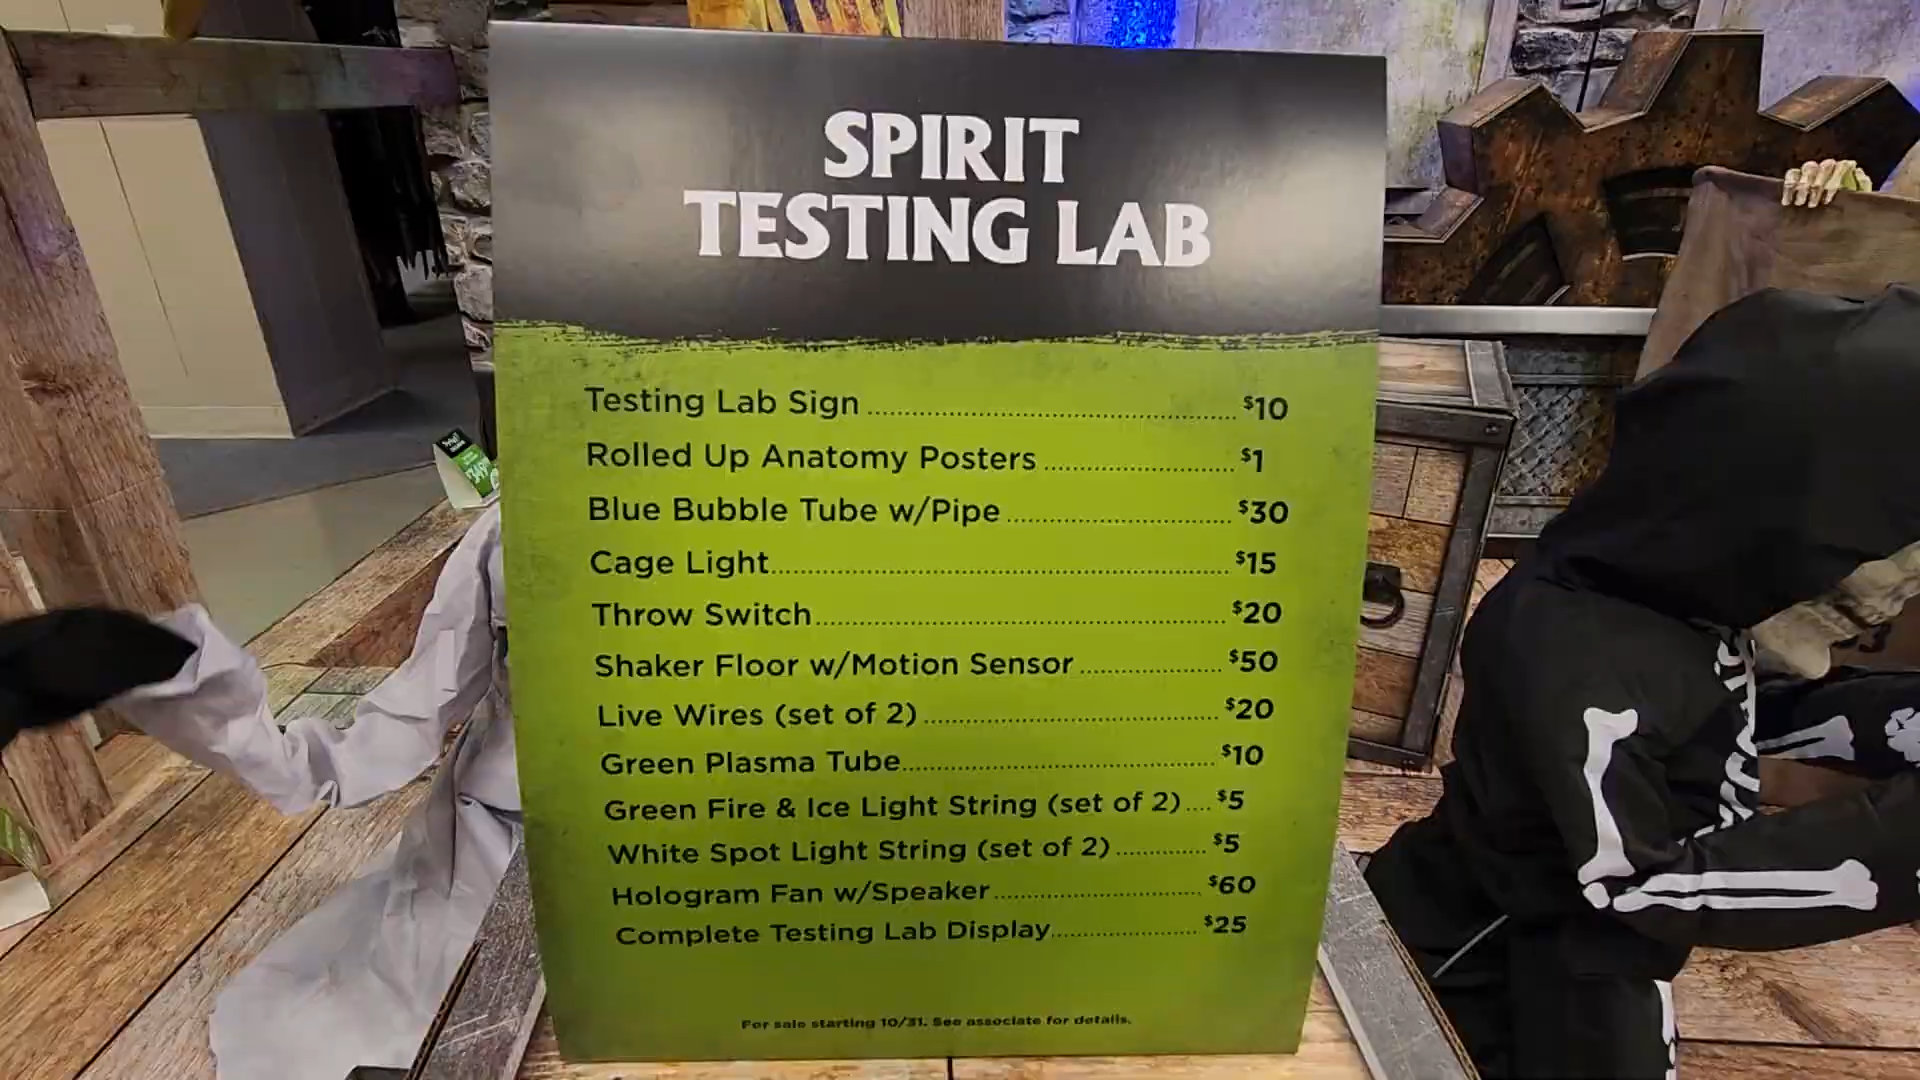 SPIRIT
TESTING LAB
Testing Lab Sign ........ $10
Rolled Up Anatomy Posters ........ $1
Blue Bubble Tube w/Pipe ........ $30
Cage Light ........ $15
Throw Switch ........ $20
Shaker Floor w/Motion Sensor ........ $50
Live Wires (set of 2) ........ $20
Green Plasma Tube ........ $10
Green Fire & Ice Light String (set of 2) .... $5
White Spot Light String (set of 2) ........ $5
Hologram Fan w/Speaker ........ $60
Complete Testing Lab Display ........ $25
For sale starting 10/31. See associate for details.